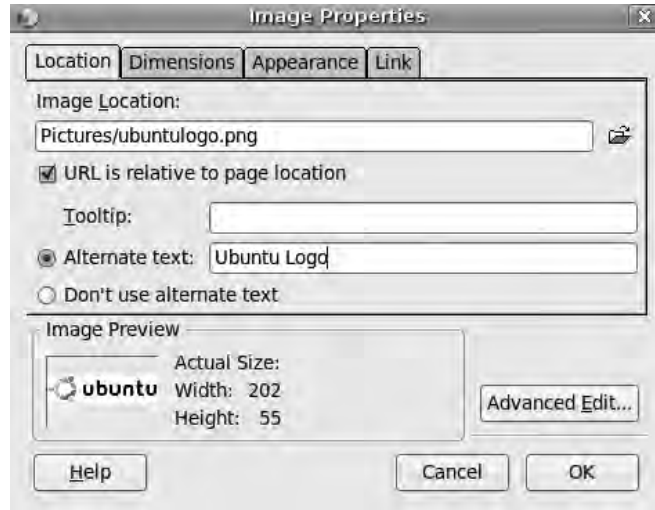 Image Properties
Location Dimensions Appearance Link
Image Location:
Pictures/ubuntulogo.png
URL is relative to page location
Tooltip:
Alternate text: Ubuntu Logo
Don't use alternate text
Image Preview
Actual Size:
ubuntu Width: 202
Height: 55
Advanced Edit...
Help Cancel OK